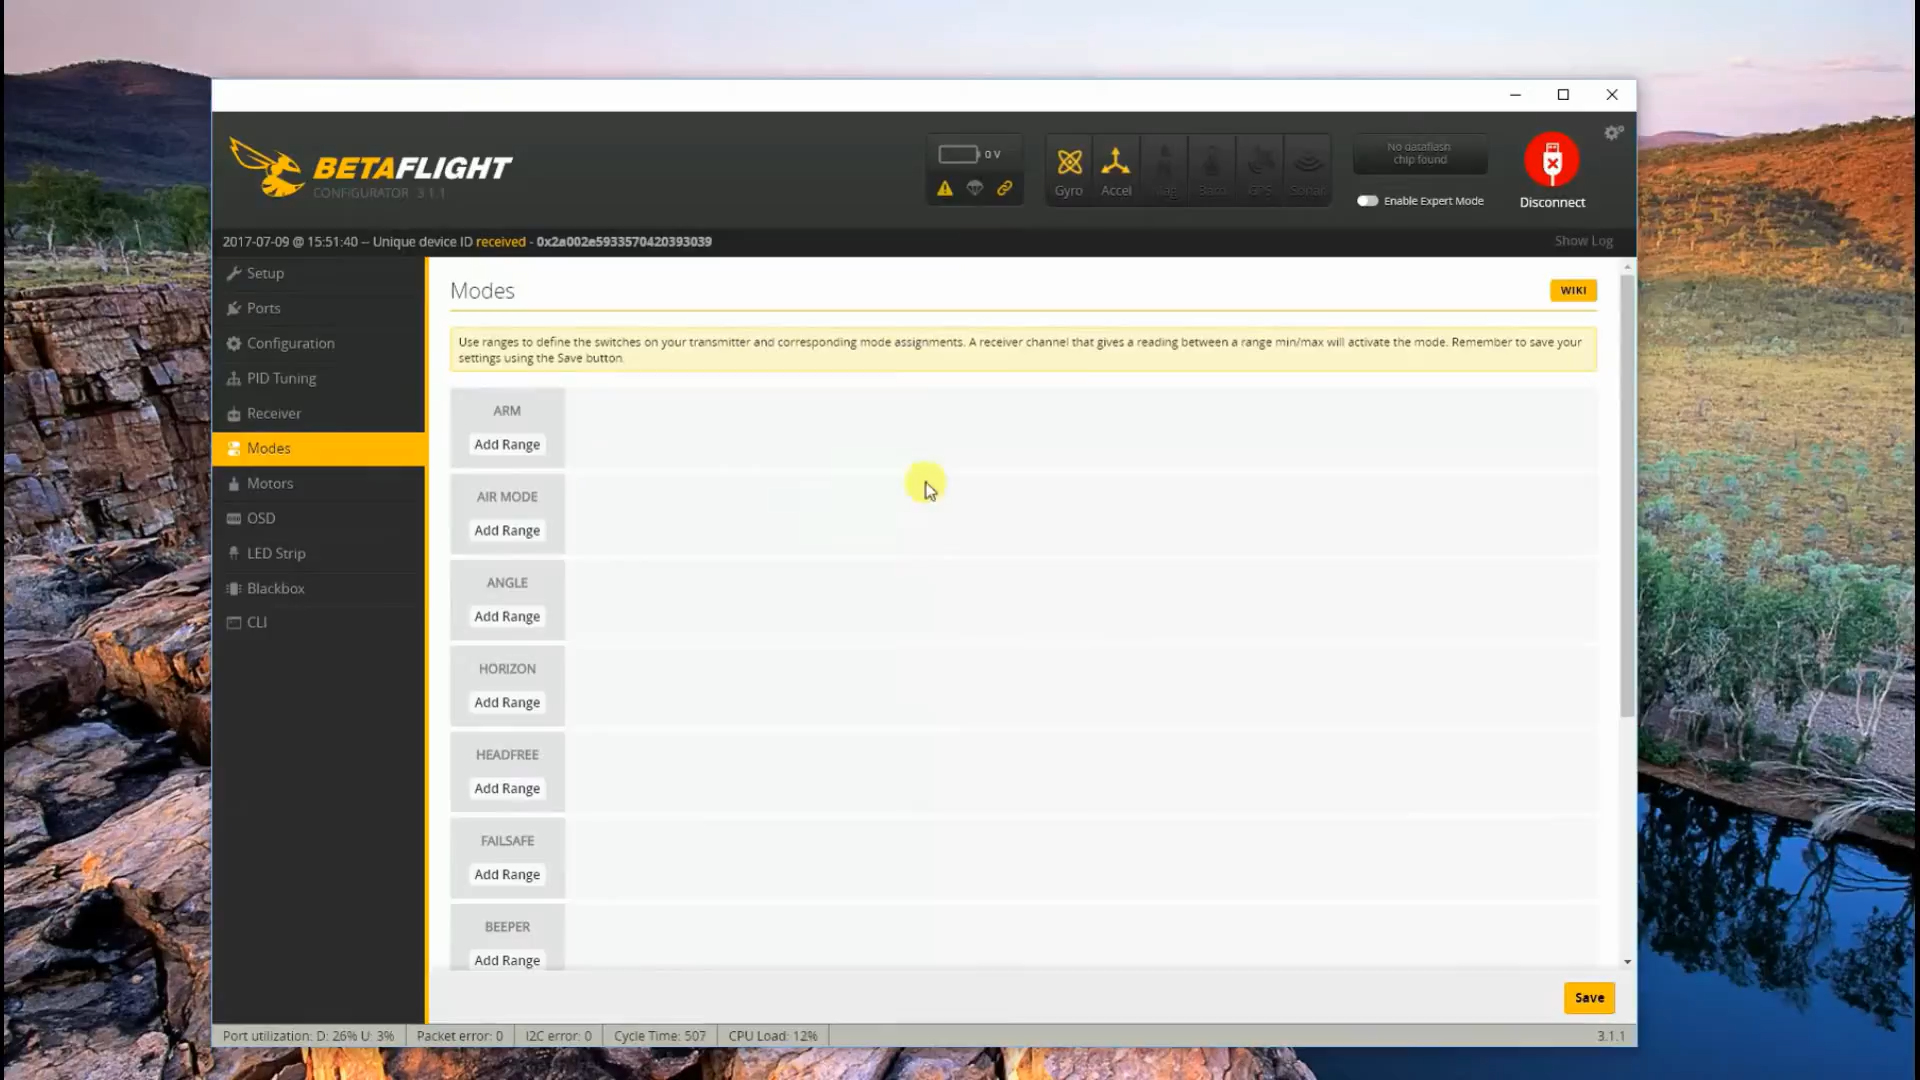 BETAFLIGHT
CONFIGURATOR 3.1.1
0 V
Gyro
Accel
Mag
Baro
GPS
Sonar
No dataflash
chip found
Enable Expert Mode
Disconnect
2017-07-09 @ 15:51:40 -- Unique device ID received - 0x2a002e5933570420393039
Show Log
Setup
Ports
Configuration
PID Tuning
Receiver
Modes
Motors
OSD
LED Strip
Blackbox
CLI
Modes
WIKI
Use ranges to define the switches on your transmitter and corresponding mode assignments. A receiver channel that gives a reading between a range min/max will activate the mode. Remember to save your
settings using the Save button.
ARM
Add Range
AIR MODE
Add Range
ANGLE
Add Range
HORIZON
Add Range
HEADFREE
Add Range
FAILSAFE
Add Range
BEEPER
Add Range
Save
Port utilization: D: 26% U: 3%
Packet error: 0
I2C error: 0
Cycle Time: 507
CPU Load: 12%
3.1.1